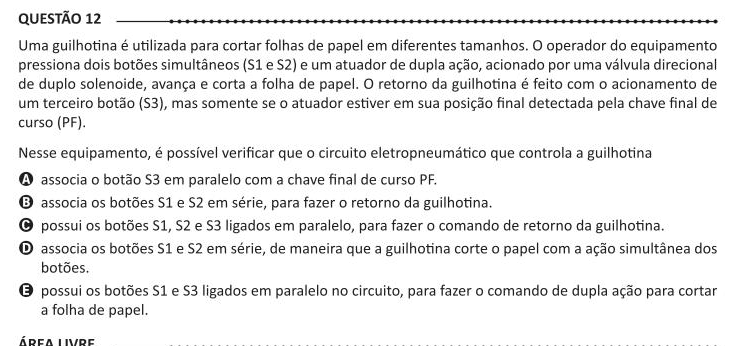 QUESTÃO 12
Uma guilhotina é utilizada para cortar folhas de papel em diferentes tamanhos. O operador do equipamento
pressiona dois botões simultâneos (S1 e S2) e um atuador de dupla ação, acionado por uma válvula direcional
de duplo solenoide, avança e corta a folha de papel. O retorno da guilhotina é feito com o acionamento de
um terceiro botão (S3), mas somente se o atuador estiver em sua posição final detectada pela chave final de
curso (PF).
Nesse equipamento, é possível verificar que o circuito eletropneumático que controla a guilhotina
A associa o botão S3 em paralelo com a chave final de curso PF.
B associa os botões S1 e S2 em série, para fazer o retorno da guilhotina.
C possui os botões S1, S2 e S3 ligados em paralelo, para fazer o comando de retorno da guilhotina.
D associa os botões S1 e S2 em série, de maneira que a guilhotina corte o papel com a ação simultânea dos
botões.
E possui os botões S1 e S3 ligados em paralelo no circuito, para fazer o comando de dupla ação para cortar
a folha de papel.
ÁREA LIVRE